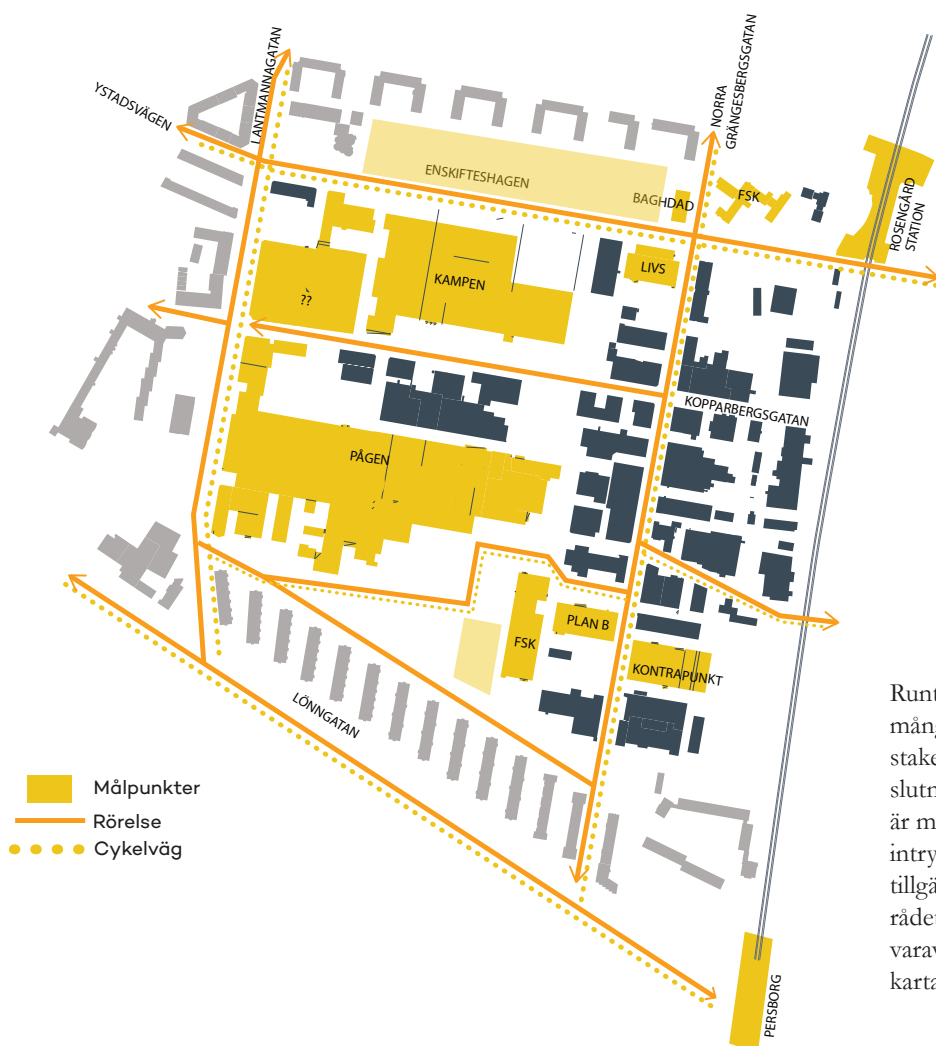 YSTADSVÄGEN
LANTMANNAGATAN
NORRA
GRÄNGESBERGSGATAN
ENSKIFTESHAGEN
BAGHDAD
FSK
ROSENGÅRD
STATION
LIVS
KAMPEN
??
KOPPARBERGSGATAN
PÅGEN
PLAN B
FSK
KONTRAPUNKT
LÖNNGATAN
PERSBORG
Målpunkter
Rörelse
Cykelväg
Runt
mång
stake
slutn
är m
intry
tillgä
rådet
varav
karta